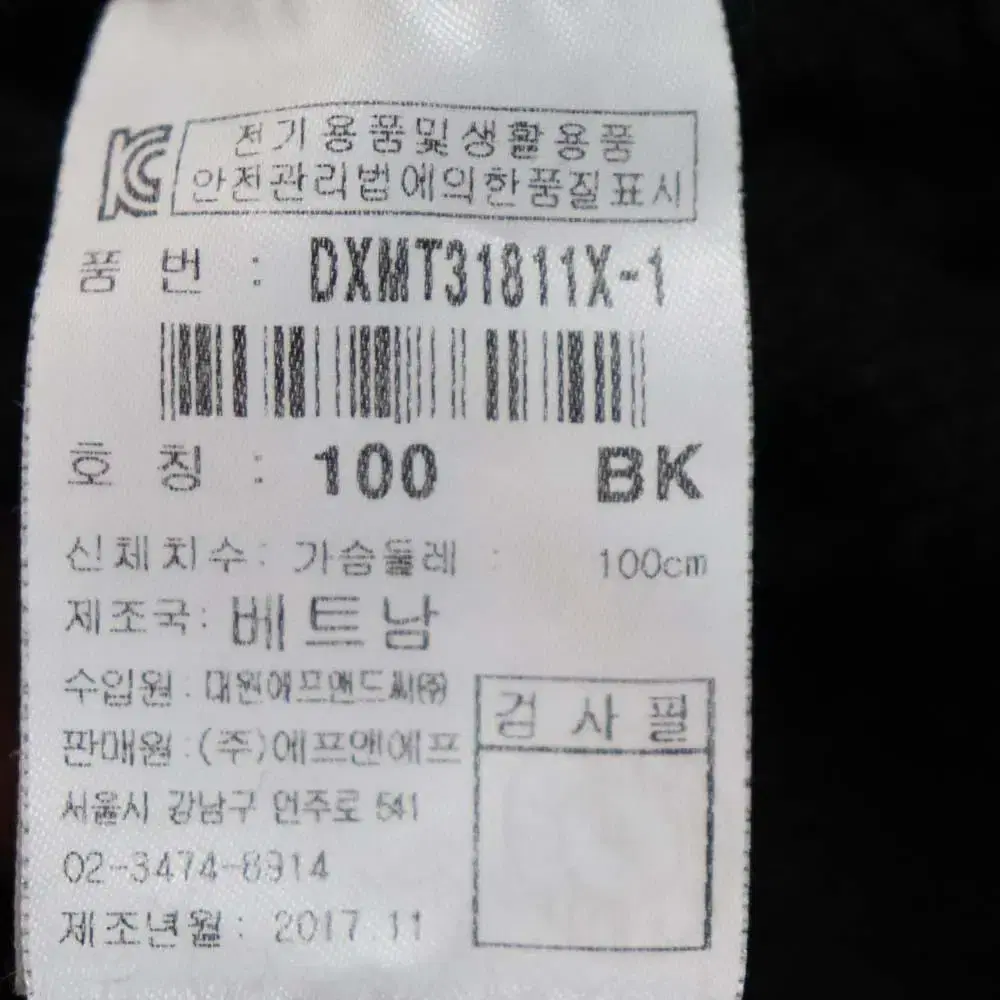 KC 전기용품및생활용품
안전관리법에의한품질표시
품 번 : DXMT31811X-1
호 칭 : 100 BK
신체치수: 가슴둘레 : 100cm
제조국: 베트남
수입원: 대원에프앤드씨㈜
판매원:(주)에프앤에프
서울시 강남구 언주로 541
02-3474-8914
제조년월: 2017 11
검 사 필